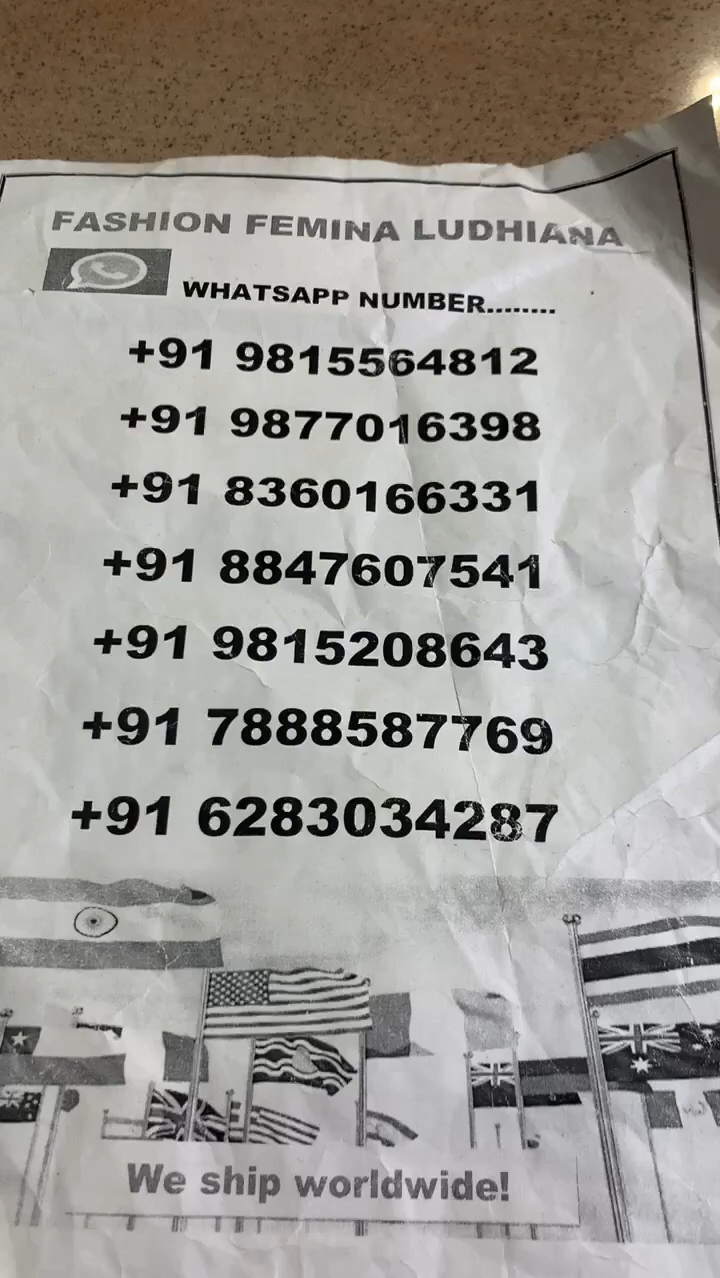 FASHION FEMINA LUDHIANA
WHATSAPP NUMBER........
+91 9815564812
+91 9877016398
+91 8360166331
+91 8847607541
+91 9815208643
+91 7888587769
+91 6283034287
We ship worldwide!